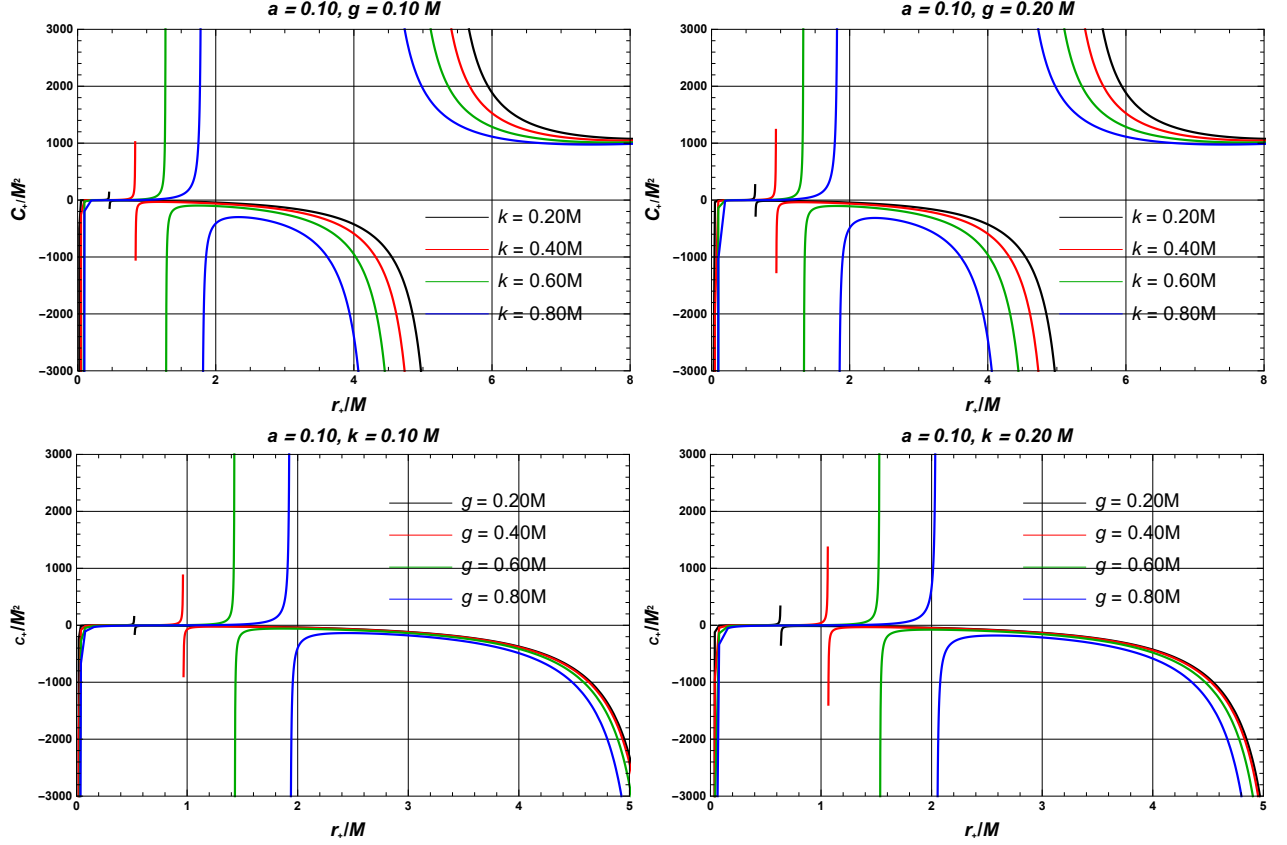 a = 0.10, g = 0.10 M
3000
2000
1000
0
−1000
−2000
−3000
C₊/M²
k = 0.20M
k = 0.40M
k = 0.60M
k = 0.80M
0 2 4 6 8
r₊/M
a = 0.10, g = 0.20 M
3000
2000
1000
0
−1000
−2000
−3000
C₊/M²
k = 0.20M
k = 0.40M
k = 0.60M
k = 0.80M
0 2 4 6 8
r₊/M
a = 0.10, k = 0.10 M
3000
2000
1000
0
−1000
−2000
−3000
C₊/M²
g = 0.20M
g = 0.40M
g = 0.60M
g = 0.80M
0 1 2 3 4 5
r₊/M
a = 0.10, k = 0.20 M
3000
2000
1000
0
−1000
−2000
−3000
C₊/M²
g = 0.20M
g = 0.40M
g = 0.60M
g = 0.80M
0 1 2 3 4 5
r₊/M